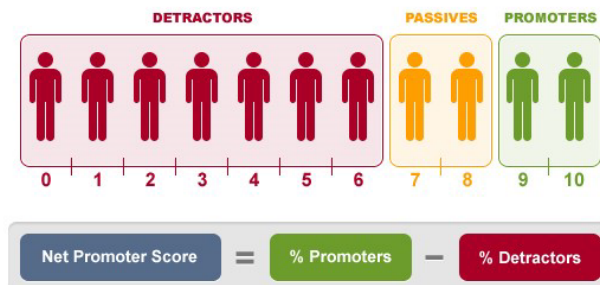 DETRACTORS PASSIVES PROMOTERS
0 1 2 3 4 5 6 7 8 9 10
Net Promoter Score = % Promoters − % Detractors